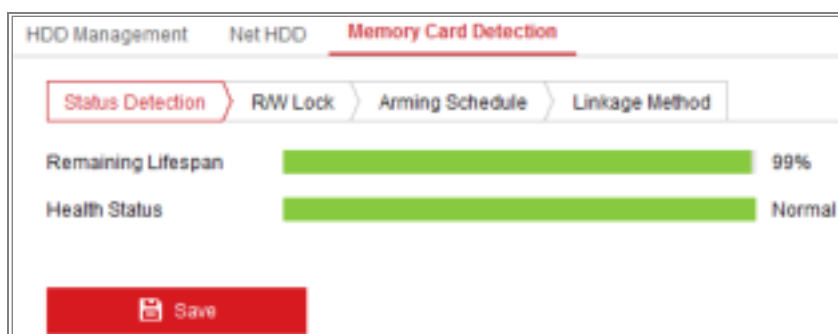 HDD Management Net HDD Memory Card Detection
Status Detection R/W Lock Arming Schedule Linkage Method
Remaining Lifespan 99%
Health Status Normal
Save